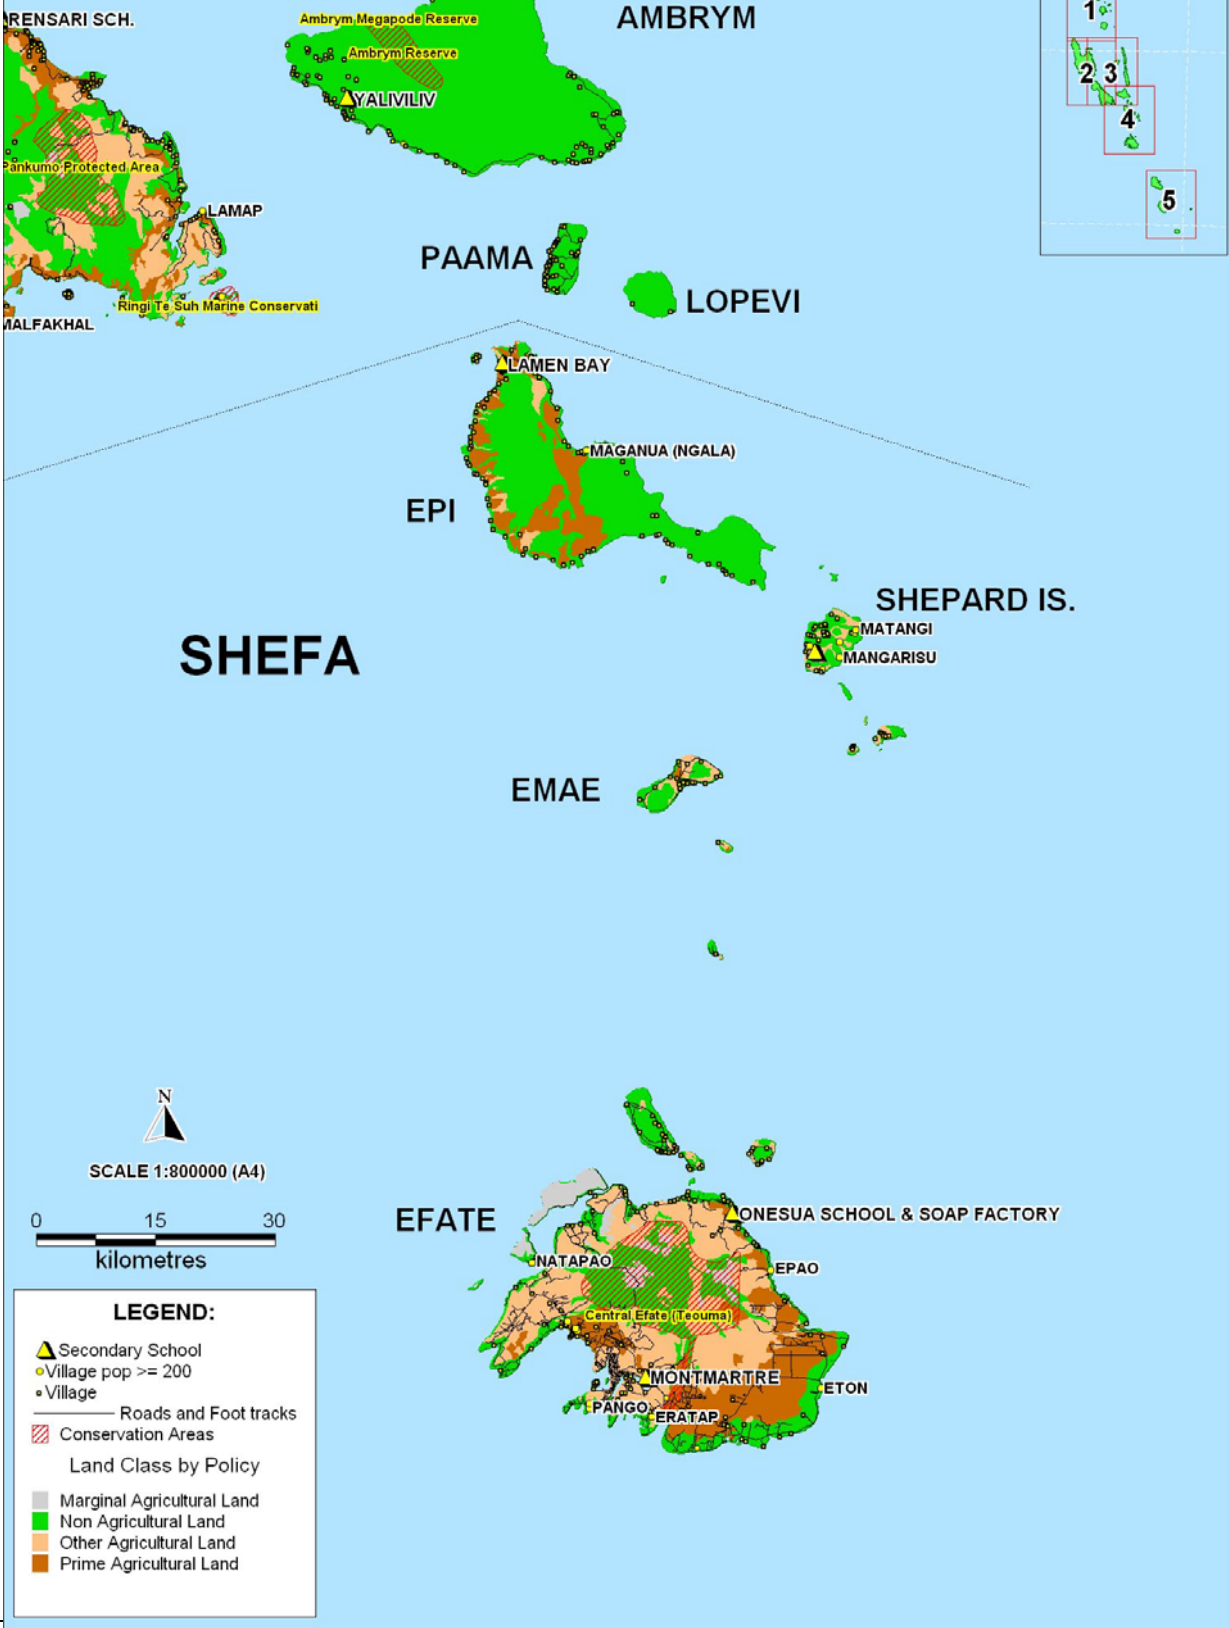 AMBRYM
1
RENSARI SCH.
Ambrym Megapode Reserve
Ambrym Reserve
2 3
YALIVILIV
4
Pankumo Protected Area
5
LAMAP
PAAMA
LOPEVI
Ringi Te Suh Marine Conservati
MALFAKHAL
LAMEN BAY
MAGANUA (NGALA)
EPI
SHEPARD IS.
MATANGI
SHEFA
MANGARISU
EMAE
N
SCALE 1:800000 (A4)
0 15 30
kilometres
EFATE
ONESUA SCHOOL & SOAP FACTORY
NATAPAO
EPAO
Central Efate (Teouma)
MONTMARTRE
ETON
PANGO
ERATAP
LEGEND:
Secondary School
Village pop >= 200
Village
Roads and Foot tracks
Conservation Areas
Land Class by Policy
Marginal Agricultural Land
Non Agricultural Land
Other Agricultural Land
Prime Agricultural Land